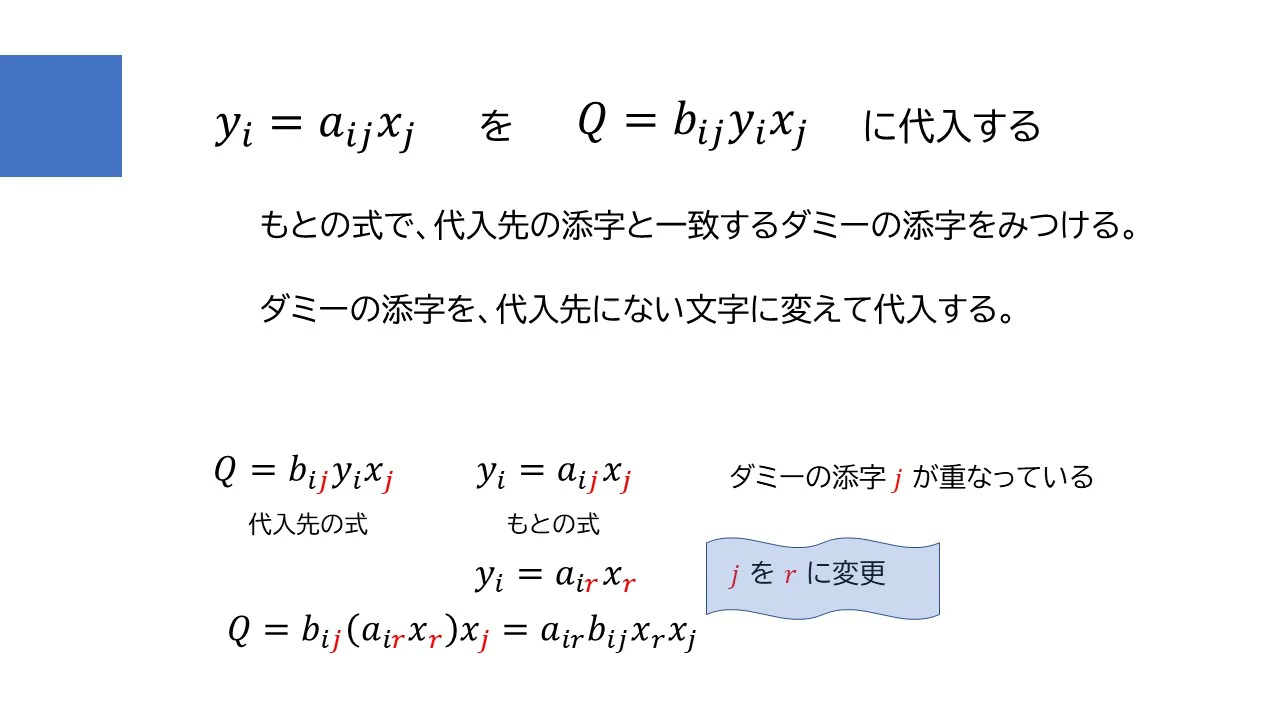 yᵢ = aᵢⱼxⱼ を Q = bᵢⱼyᵢxⱼ に代入する
もとの式で、代入先の添字と一致するダミーの添字をみつける。
ダミーの添字を、代入先にない文字に変えて代入する。
Q = bᵢⱼyᵢxⱼ yᵢ = aᵢⱼxⱼ ダミーの添字 j が重なっている
代入先の式 もとの式
yᵢ = aᵢᵣxᵣ j を r に変更
Q = bᵢⱼ(aᵢᵣxᵣ)xⱼ = aᵢᵣbᵢⱼxᵣxⱼ